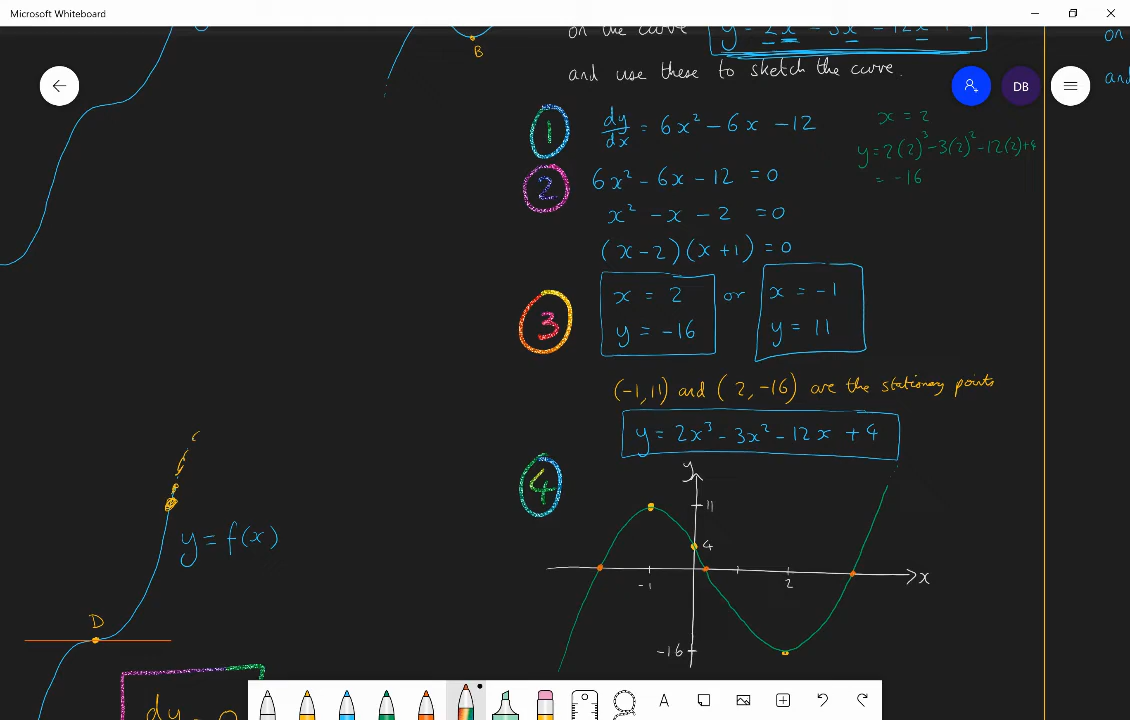 Microsoft Whiteboard
B
on the curve y = 2x³ - 3x² - 12x + 4
and use these to sketch the curve.
on
and
DB
① dy/dx = 6x² - 6x - 12
x = 2
y = 2(2)³ - 3(2)² - 12(2) + 4
= -16
② 6x² - 6x - 12 = 0
x² - x - 2 = 0
(x - 2)(x + 1) = 0
③ x = 2 or x = -1
y = -16 y = 11
(-1, 11) and (2, -16) are the stationary points
y = 2x³ - 3x² - 12x + 4
④
y
11
4
-1 2 x
-16
y = f(x)
D
dy
A